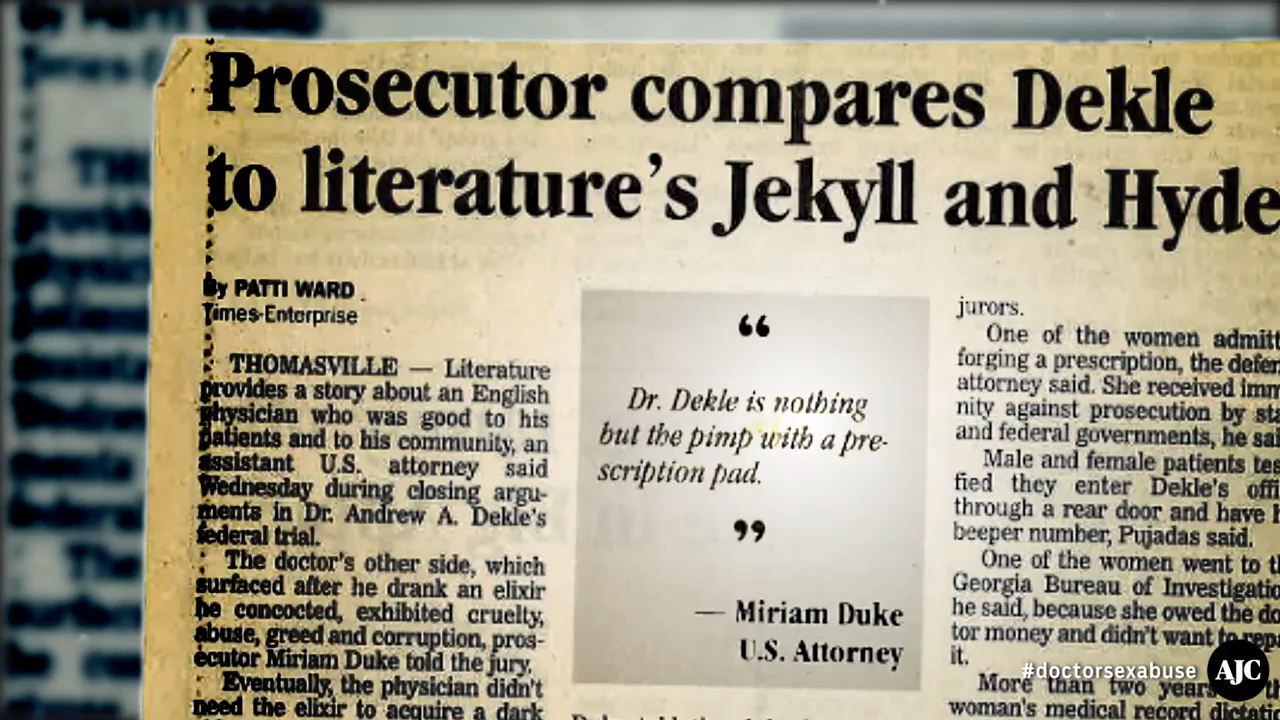 Prosecutor compares Dekle
to literature's Jekyll and Hyde
By PATTI WARD
Times-Enterprise
THOMASVILLE — Literature
provides a story about an English
physician who was good to his
patients and to his community, an
assistant U.S. attorney said
Wednesday during closing argu-
ments in Dr. Andrew A. Dekle's
federal trial.
The doctor's other side, which
surfaced after he drank an elixir
he concocted, exhibited cruelty,
abuse, greed and corruption, pros-
ecutor Miriam Duke told the jury.
Eventually, the physician didn't
need the elixir to acquire a dark
“
Dr. Dekle is nothing
but the pimp with a pre-
scription pad.
”
— Miriam Duke
U.S. Attorney
jurors.
One of the women admitt
forging a prescription, the defen
attorney said. She received imm
nity against prosecution by sta
and federal governments, he sai
Male and female patients tes
fied they enter Dekle's offi
through a rear door and have h
beeper number, Pujadas said.
One of the women went to th
Georgia Bureau of Investigatio
he said, because she owed the do
tor money and didn't want to repa
it.
More than two years
woman's medical record dictatio
#doctorsexabuse
AJC